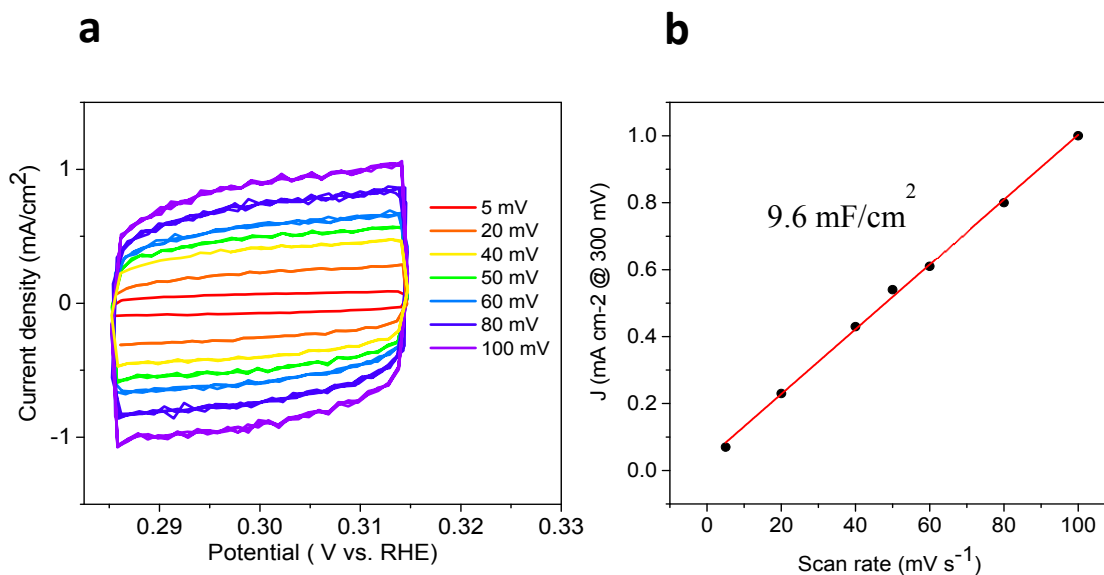 a
Current density (mA/cm²)
1
0
-1
0.29 0.30 0.31 0.32 0.33
Potential ( V vs. RHE)
5 mV
20 mV
40 mV
50 mV
60 mV
80 mV
100 mV
b
J (mA cm-2 @ 300 mV)
1.0
0.8
0.6
0.4
0.2
0.0
0 20 40 60 80 100
Scan rate (mV s⁻¹)
9.6 mF/cm²